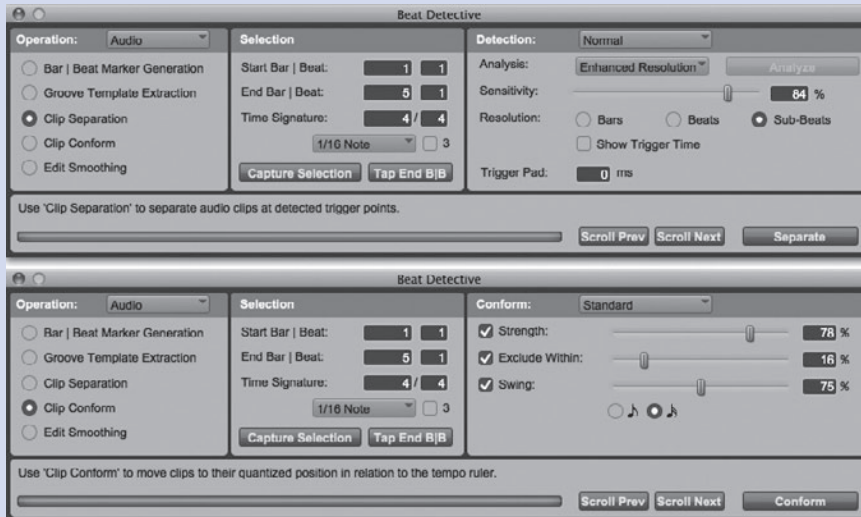 Beat Detective
Operation: Audio
Bar | Beat Marker Generation
Groove Template Extraction
Clip Separation
Clip Conform
Edit Smoothing
Selection
Start Bar | Beat: 1 1
End Bar | Beat: 5 1
Time Signature: 4 / 4
1/16 Note 3
Capture Selection Tap End B|B
Detection: Normal
Analysis: Enhanced Resolution Analyze
Sensitivity: 84 %
Resolution: Bars Beats Sub-Beats
Show Trigger Time
Trigger Pad: 0 ms
Use 'Clip Separation' to separate audio clips at detected trigger points.
Scroll Prev Scroll Next Separate
Beat Detective
Operation: Audio
Bar | Beat Marker Generation
Groove Template Extraction
Clip Separation
Clip Conform
Edit Smoothing
Selection
Start Bar | Beat: 1 1
End Bar | Beat: 5 1
Time Signature: 4 / 4
1/16 Note 3
Capture Selection Tap End B|B
Conform: Standard
Strength: 78 %
Exclude Within: 16 %
Swing: 75 %
Use 'Clip Conform' to move clips to their quantized position in relation to the tempo ruler.
Scroll Prev Scroll Next Conform